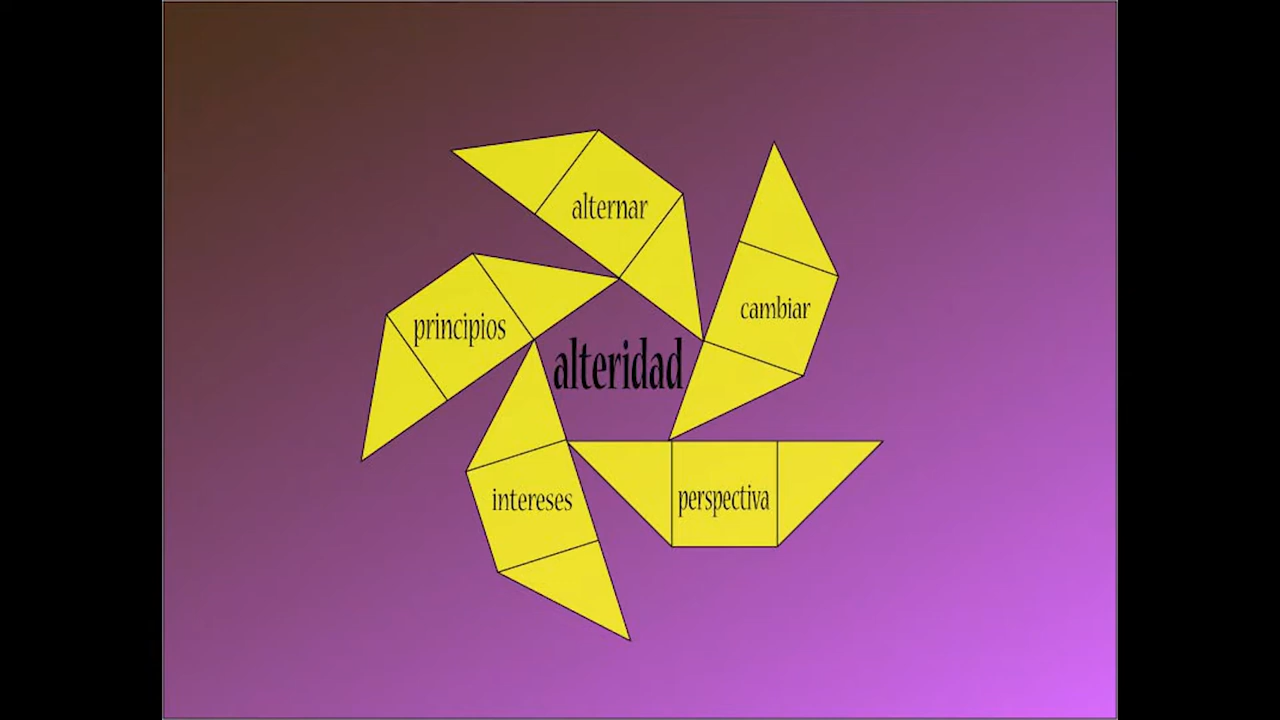 alternar
cambiar
principios
alteridad
intereses
perspectiva